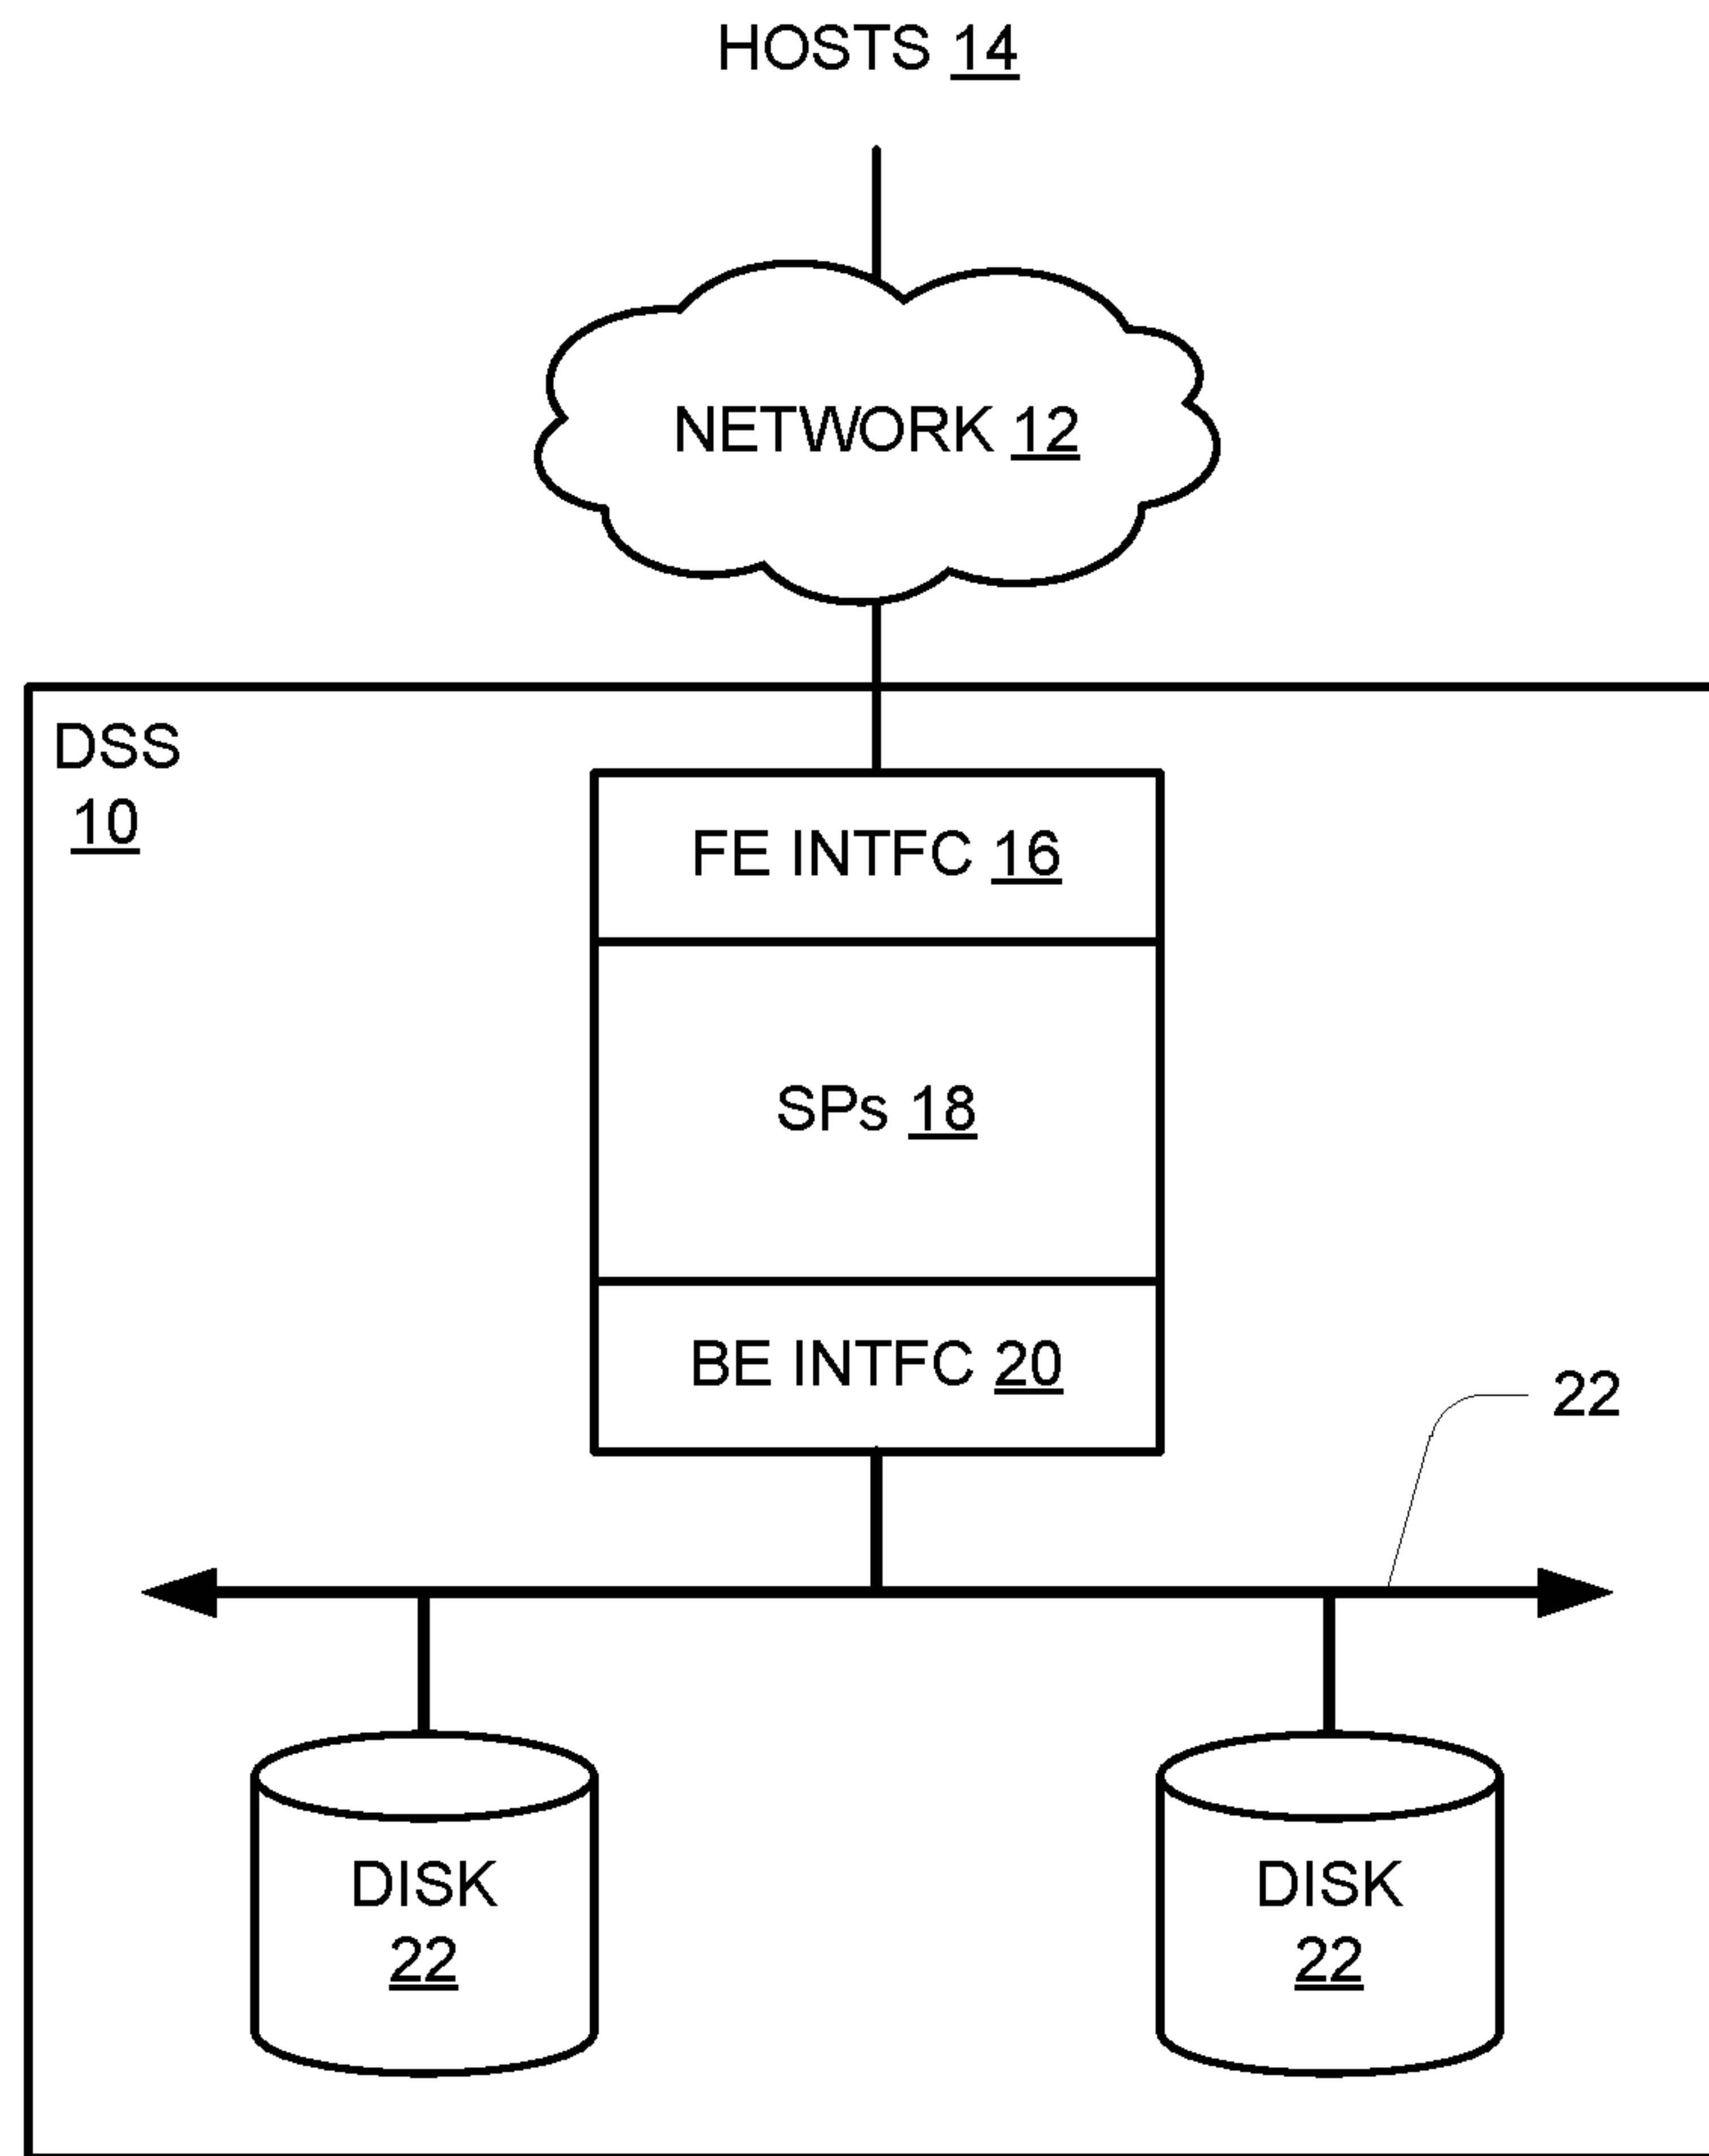 HOSTS 14
NETWORK 12
DSS
10
FE INTFC 16
SPs 18
BE INTFC 20
22
DISK
22
DISK
22